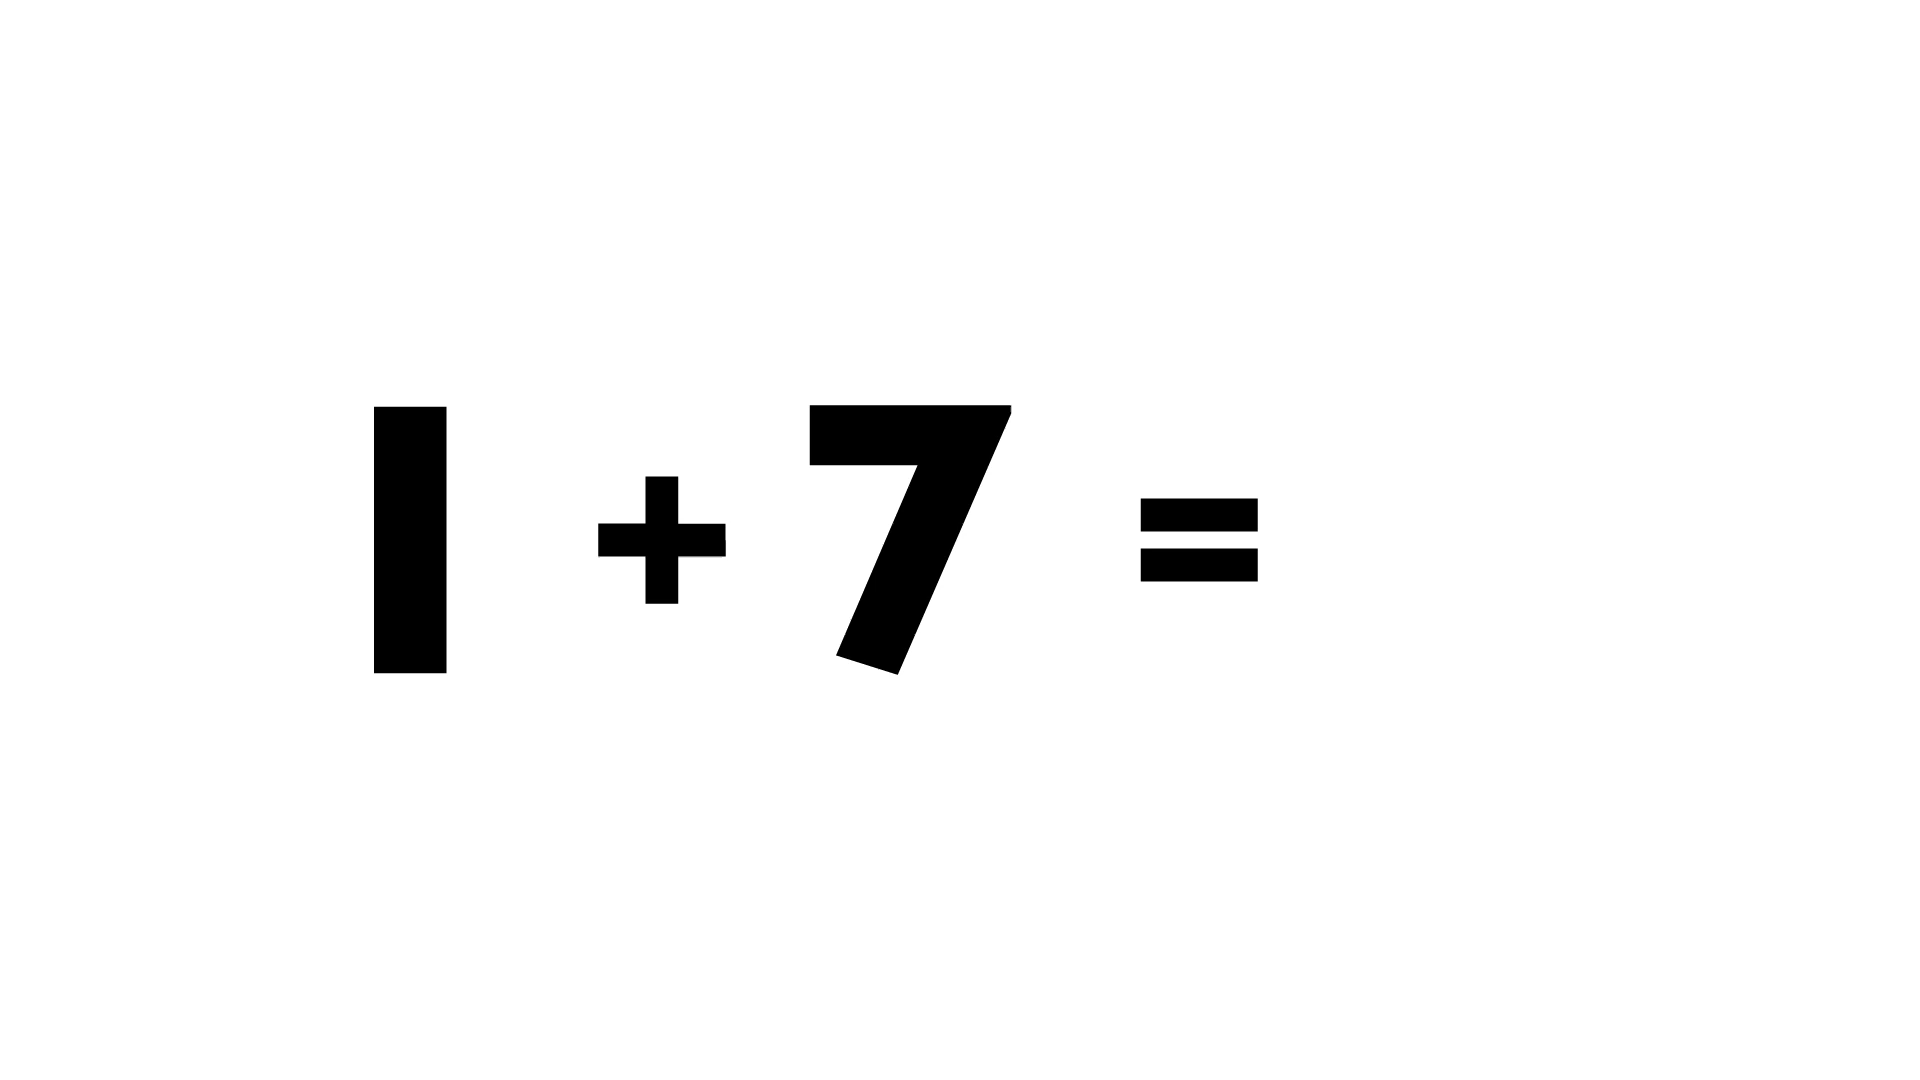 1 + 7 =